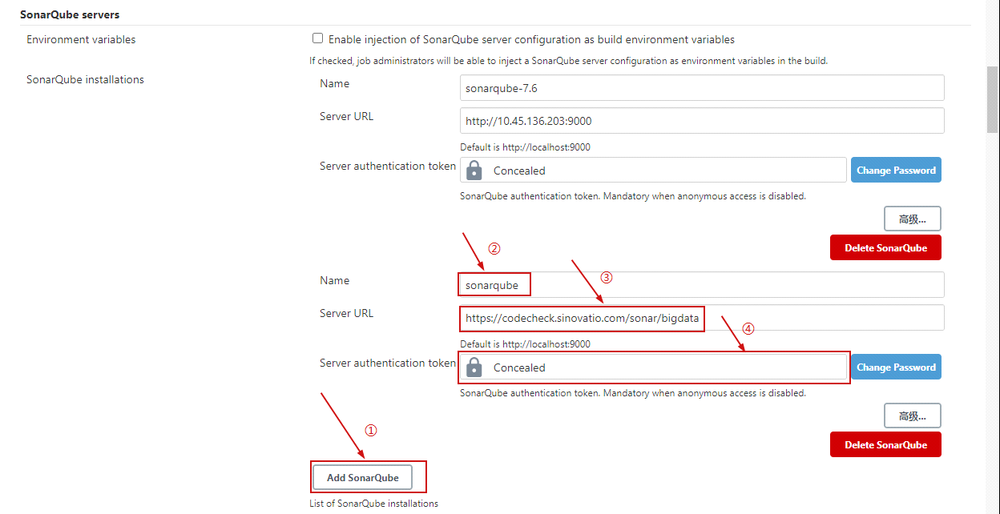 SonarQube servers
Environment variables
Enable injection of SonarQube server configuration as build environment variables
If checked, job administrators will be able to inject a SonarQube server configuration as environment variables in the build.
SonarQube installations
Name
sonarqube-7.6
Server URL
http://10.45.136.203:9000
Default is http://localhost:9000
Server authentication token
Concealed
Change Password
SonarQube authentication token. Mandatory when anonymous access is disabled.
高级...
Delete SonarQube
②
③
Name
sonarqube
Server URL
https://codecheck.sinovatio.com/sonar/bigdata
④
Default is http://localhost:9000
Server authentication token
Concealed
Change Password
SonarQube authentication token. Mandatory when anonymous access is disabled.
高级...
①
Delete SonarQube
Add SonarQube
List of SonarQube installations